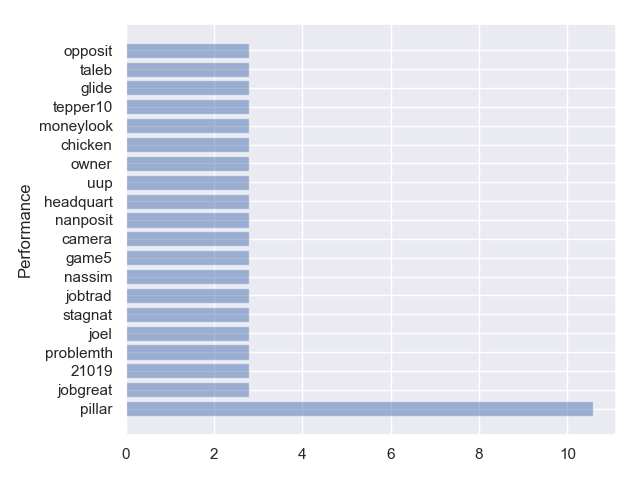 opposit
taleb
glide
tepper10
moneylook
chicken
owner
uup
headquart
nanposit
camera
game5
nassim
jobtrad
stagnat
joel
problemth
21019
jobgreat
pillar
Performance
0 2 4 6 8 10